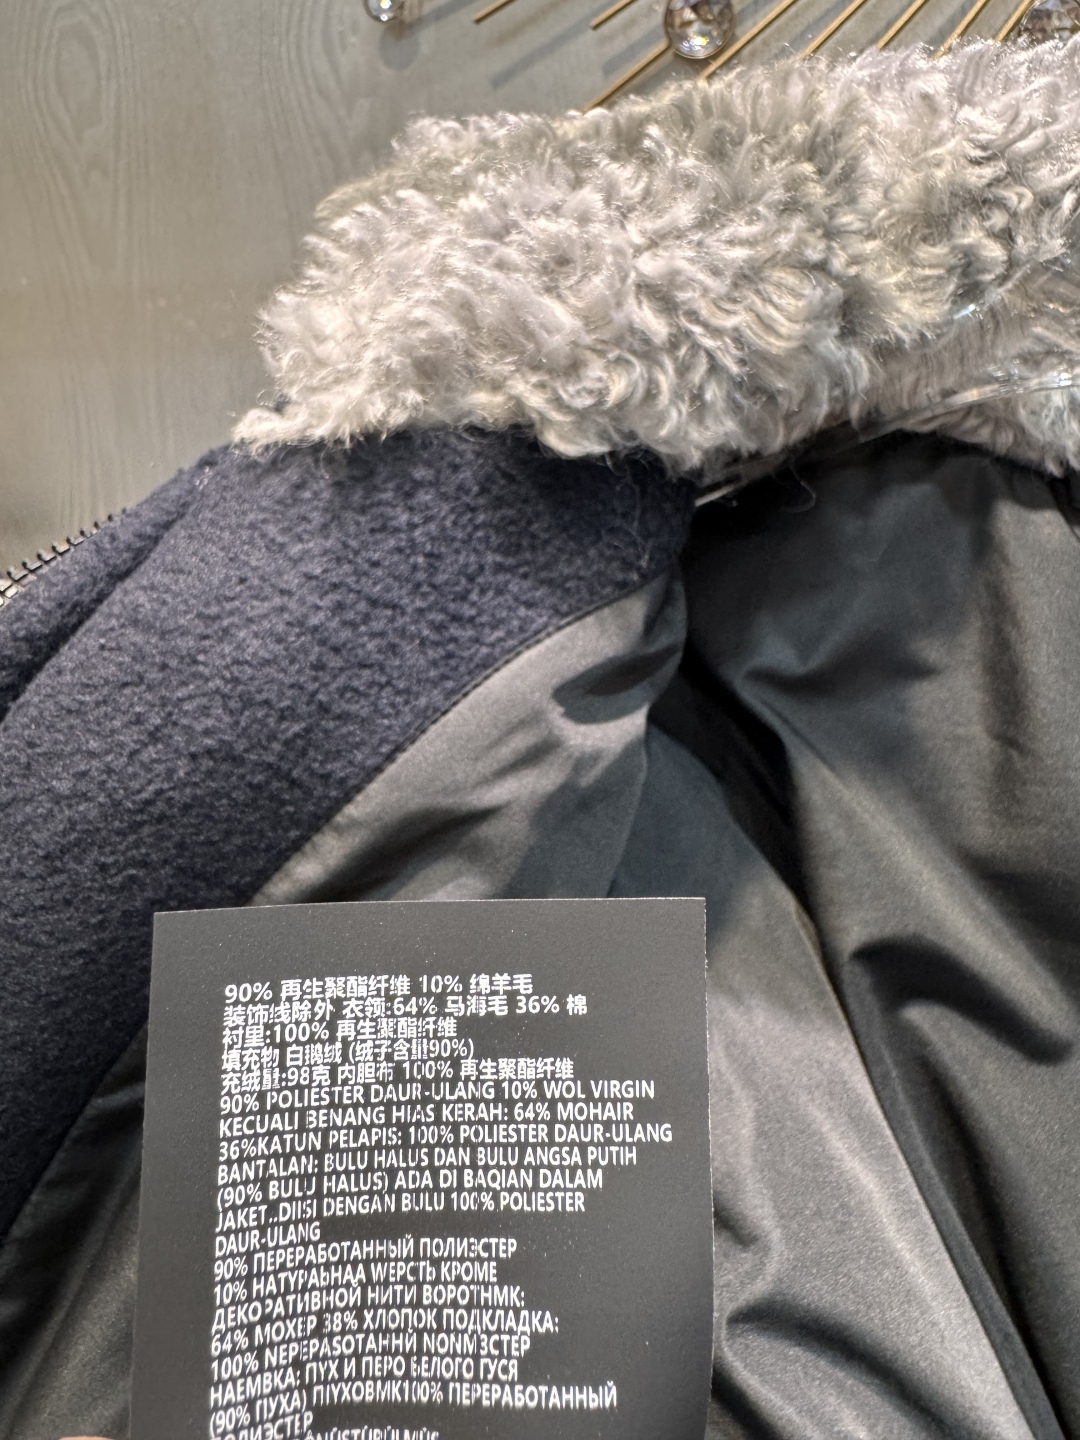 90% 再生聚酯纤维 10% 绵羊毛
装饰线除外 衣领:64% 马海毛 36% 棉
衬里:100% 再生聚酯纤维
填充物 白鹅绒 (绒子含量90%)
充绒量:98克 内胆布 100% 再生聚酯纤维
90% POLIESTER DAUR-ULANG 10% WOL VIRGIN
KECUALI BENANG HIAS KERAH: 64% MOHAIR
36%KATUN PELAPIS: 100% POLIESTER DAUR-ULANG
BANTALAN: BULU HALUS DAN BULU ANGSA PUTIH
(90% BULU HALUS) ADA DI BAQIAN DALAM
JAKET..DIISI DENGAN BULU 100% POLIESTER
DAUR-ULANG
90% ПЕРЕРАБОТАННЫЙ ПОЛИЭСТЕР
10% НАТУРАЬНАА WEPCTЬ КРОМЕ
ДЕКОРАТИВНОЙ НИТИ ВОРОТНМК:
64% МОХЕР 38% ХЛОПОК ПОДКЛАДКА:
100% NEPEPAБOTAHHЙ NONM3CTEP
НАЕМВКА: ПУХ И ПЕРО БЕЛОГО ГУСЯ
(90% ПУХА) ПIYXOBMK100% ПЕРЕРАБОТАННЫЙ
ПОЛИЭСТЕР